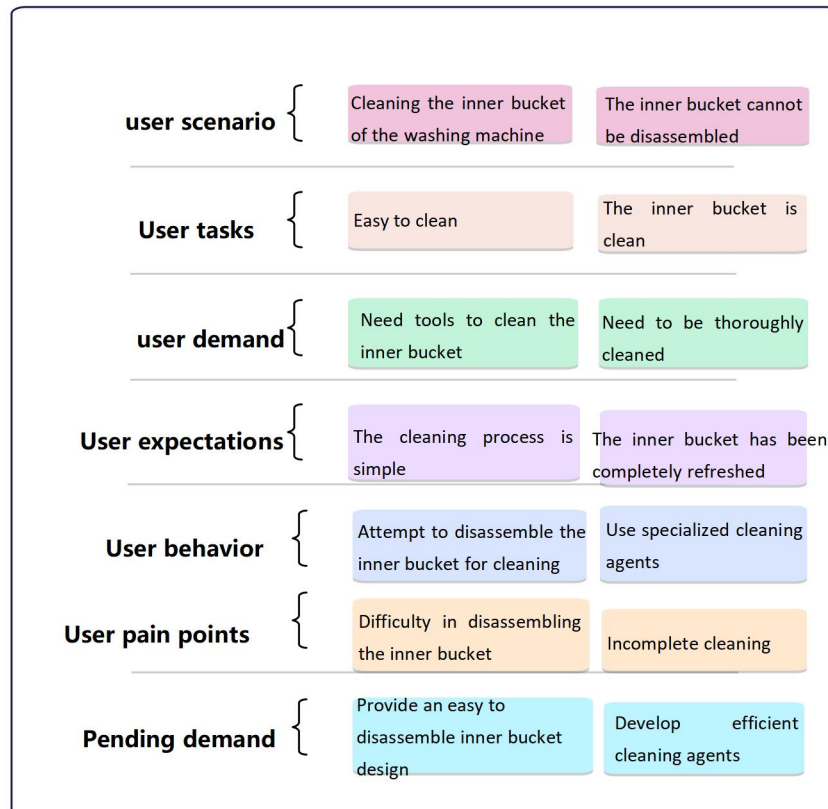 user scenario
Cleaning the inner bucket
of the washing machine
The inner bucket cannot
be disassembled
User tasks
Easy to clean
The inner bucket is
clean
user demand
Need tools to clean the
inner bucket
Need to be thoroughly
cleaned
User expectations
The cleaning process is
simple
The inner bucket has been
completely refreshed
User behavior
Attempt to disassemble the
inner bucket for cleaning
Use specialized cleaning
agents
User pain points
Difficulty in disassembling
the inner bucket
Incomplete cleaning
Pending demand
Provide an easy to
disassemble inner bucket
design
Develop efficient
cleaning agents